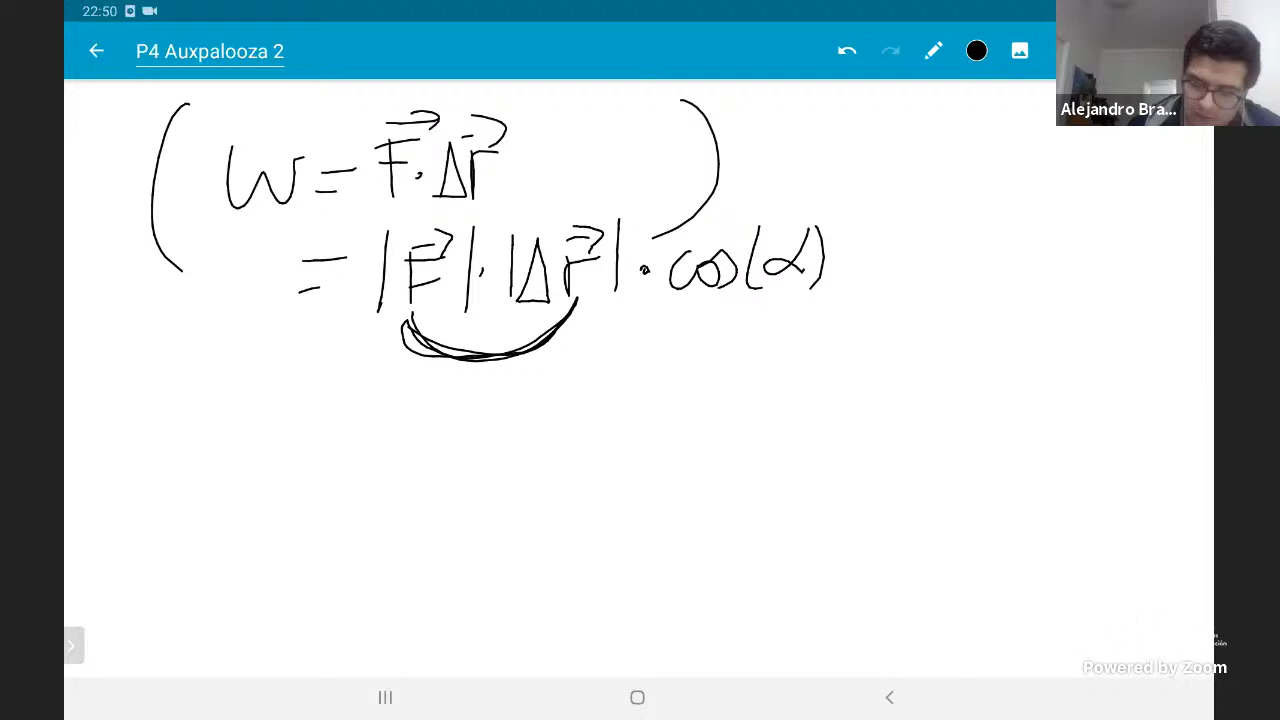 22:50
P4 Auxpalooza 2
Alejandro Bra...
( W = F⃗ · Δr⃗ )
= |F⃗| · |Δr⃗| · cos(α)
Powered by Zoom